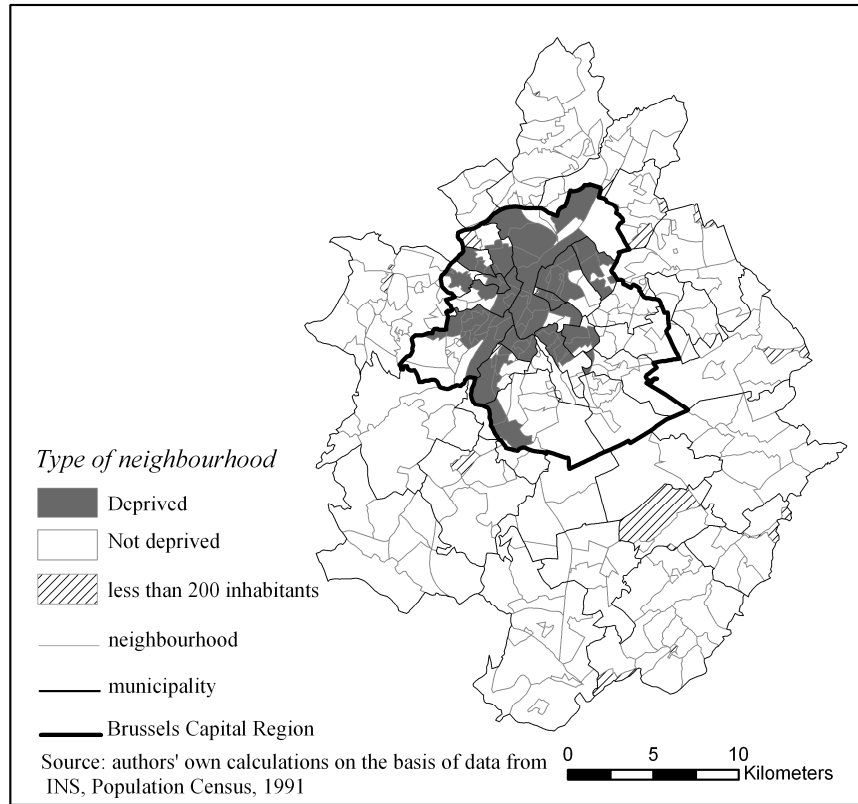 Type of neighbourhood
Deprived
Not deprived
less than 200 inhabitants
neighbourhood
municipality
Brussels Capital Region
Source: authors' own calculations on the basis of data from
INS, Population Census, 1991
0 5 10
Kilometers